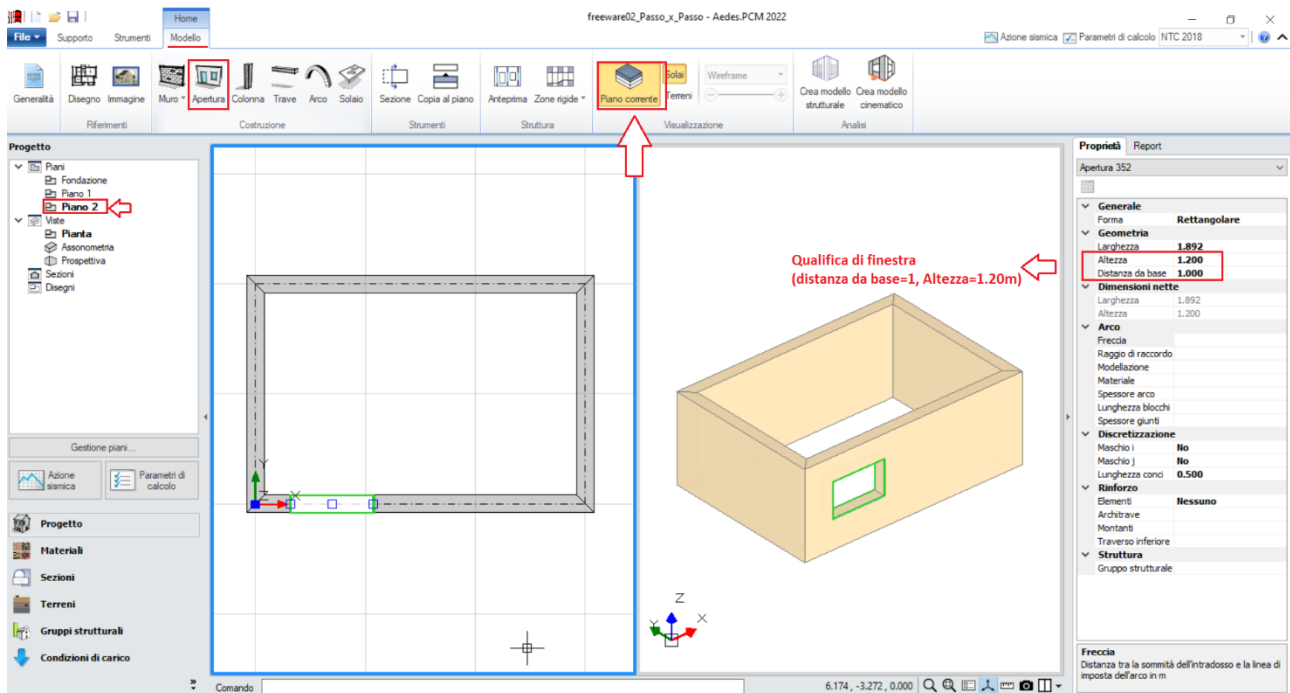 freeware02_Passo_x_Passo - Aedes.PCM 2022
Home
File
Supporto
Strumenti
Modello
Azione sismica
Parametri di calcolo
NTC 2018
Generalità
Disegno
Immagine
Muro
Apertura
Colonna
Trave
Arco
Solaio
Sezione
Copia al piano
Anteprima
Zone rigide
Piano corrente
Solai
Terreni
Wireframe
Crea modello strutturale
Crea modello cinematico
Riferimenti
Costruzione
Strumenti
Struttura
Visualizzazione
Analisi
Progetto
Piani
Fondazione
Piano 1
Piano 2
Viste
Pianta
Assonometria
Prospettiva
Sezioni
Disegni
Gestione piani...
Azione sismica
Parametri di calcolo
Progetto
Materiali
Sezioni
Terreni
Gruppi strutturali
Condizioni di carico
Y
Z
X
Qualifica di finestra
(distanza da base=1, Altezza=1.20m)
Z
Y
X
Comando
6.174 , -3.272 , 0.000
Proprietà
Report
Apertura 352
Generale
Forma Rettangolare
Geometria
Larghezza 1.892
Altezza 1.200
Distanza da base 1.000
Dimensioni nette
Larghezza 1.892
Altezza 1.200
Arco
Freccia
Raggio di raccordo
Modellazione
Materiale
Spessore arco
Lunghezza blocchi
Spessore giunti
Discretizzazione
Maschio i No
Maschio j No
Lunghezza conci 0.500
Rinforzo
Elementi Nessuno
Architrave
Montanti
Traverso inferiore
Struttura
Gruppo strutturale
Freccia
Distanza tra la sommità dell'intradosso e la linea di
imposta dell'arco in m